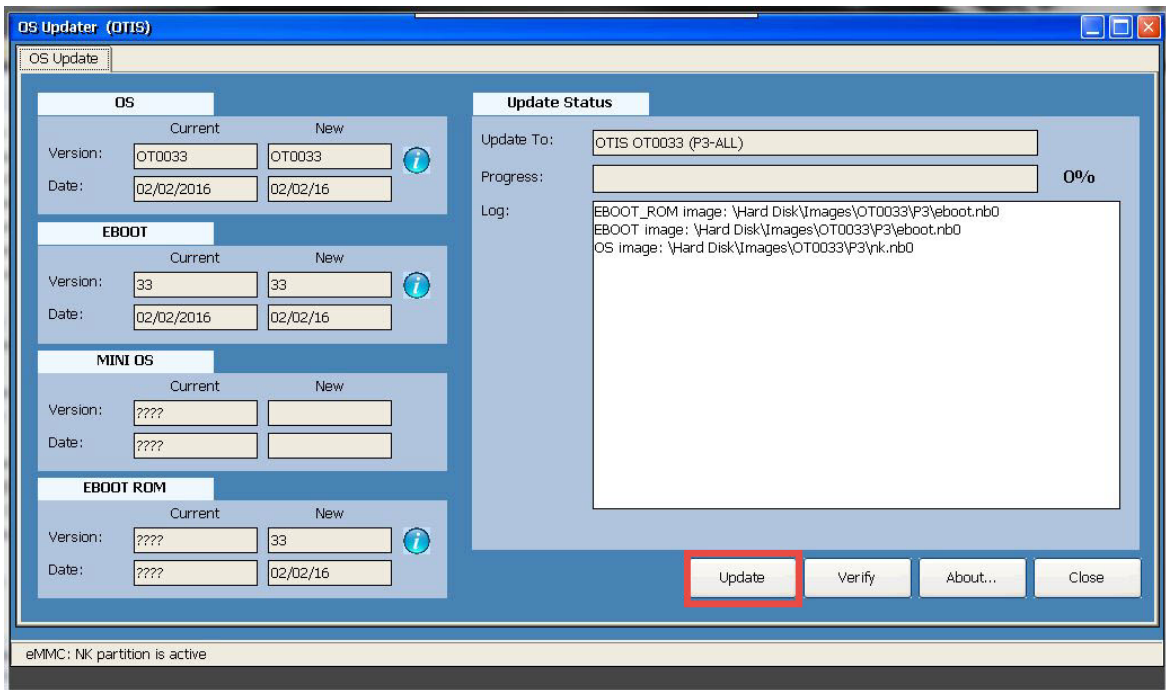 OS Updater (OTIS)
OS Update
OS
Current New
Version: OT0033 OT0033
Date: 02/02/2016 02/02/16
EBOOT
Current New
Version: 33 33
Date: 02/02/2016 02/02/16
MINI OS
Current New
Version: ????
Date: ????
EBOOT ROM
Current New
Version: ???? 33
Date: ???? 02/02/16
Update Status
Update To: OTIS OT0033 (P3-ALL)
Progress: 0%
Log:
EBOOT_ROM image: \Hard Disk\Images\OT0033\P3\eboot.nb0
EBOOT image: \Hard Disk\Images\OT0033\P3\eboot.nb0
OS image: \Hard Disk\Images\OT0033\P3\nk.nb0
Update Verify About... Close
eMMC: NK partition is active